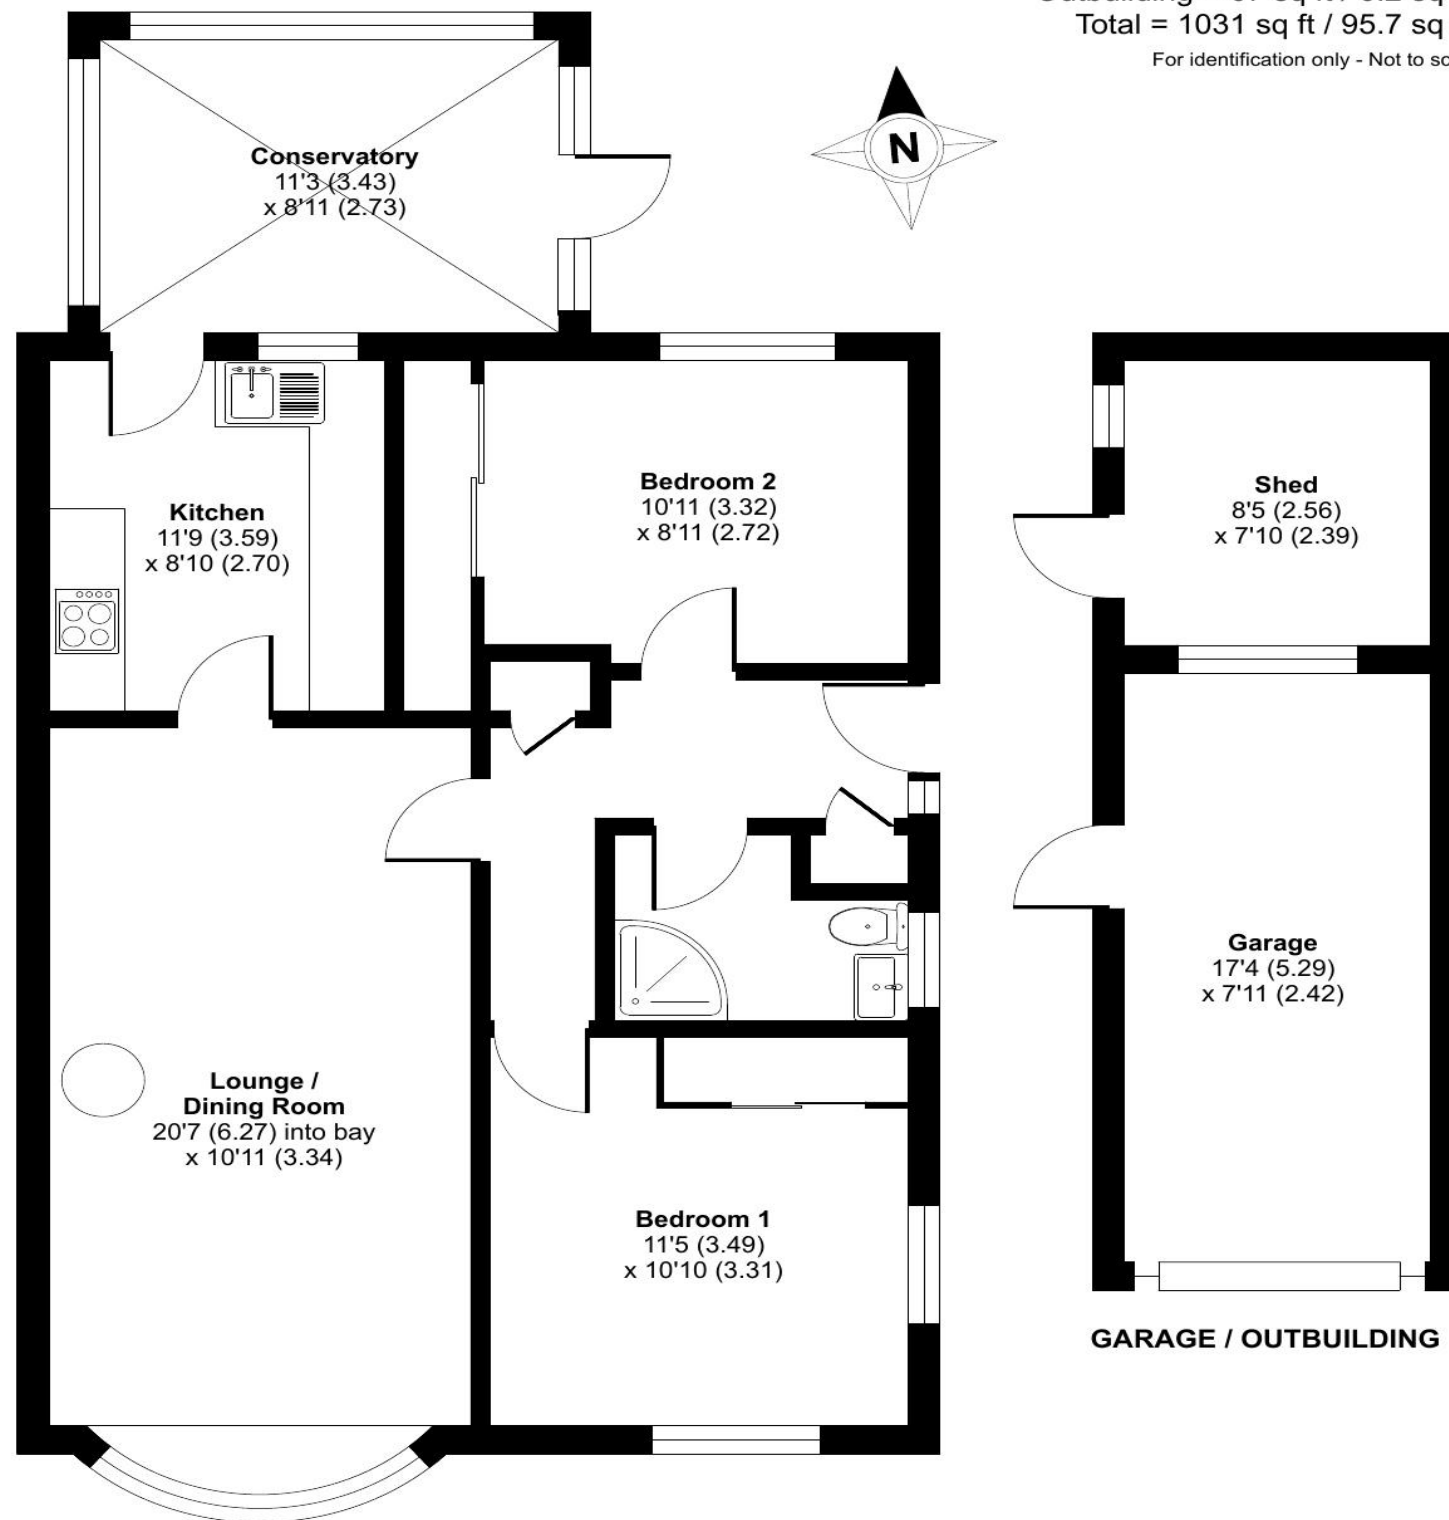 Total = 1031 sq ft / 95.7 sq
For identification only - Not to
N
Conservatory
11'3 (3.43)
x 8'11 (2.73)
Kitchen
11'9 (3.59)
x 8'10 (2.70)
Bedroom 2
10'11 (3.32)
x 8'11 (2.72)
Shed
8'5 (2.56)
x 7'10 (2.39)
Garage
17'4 (5.29)
x 7'11 (2.42)
Lounge /
Dining Room
20'7 (6.27) into bay
x 10'11 (3.34)
Bedroom 1
11'5 (3.49)
x 10'10 (3.31)
GARAGE / OUTBUILDING